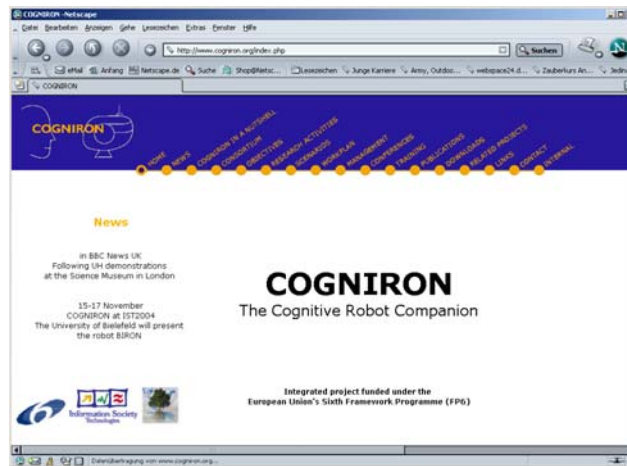 COGNIRON - Netscape
Datei Bearbeiten Anzeigen Gehe Lesezeichen Extras Fenster Hilfe
http://www.cogniron.org/index.php
Suchen
eMail Anfang Netscape.de Suche Shop@Netsc... Lesezeichen Junge Karriere Army, Outdoo... webspace24.d... Zauberkurs An...
COGNIRON
COGNIRON
HOME
NEWS
COGNIRON IN A NUTSHELL
CONSORTIUM
OBJECTIVES
RESEARCH ACTIVITIES
SCENARIOS
WORKPLAN
MANAGEMENT
CONFERENCES
TRAINING
PUBLICATIONS
DOWNLOADS
RELATED PROJECTS
LINKS
CONTACT
INTERNAL
News
in BBC News UK
Following UH demonstrations
at the Science Museum in London
15-17 November
COGNIRON at IST2004
The University of Bielefeld will present
the robot BIRON
COGNIRON
The Cognitive Robot Companion
Integrated project funded under the
European Union's Sixth Framework Programme (FP6)
Information Society
Technologies
Datenübertragung von www.cogniron.org...